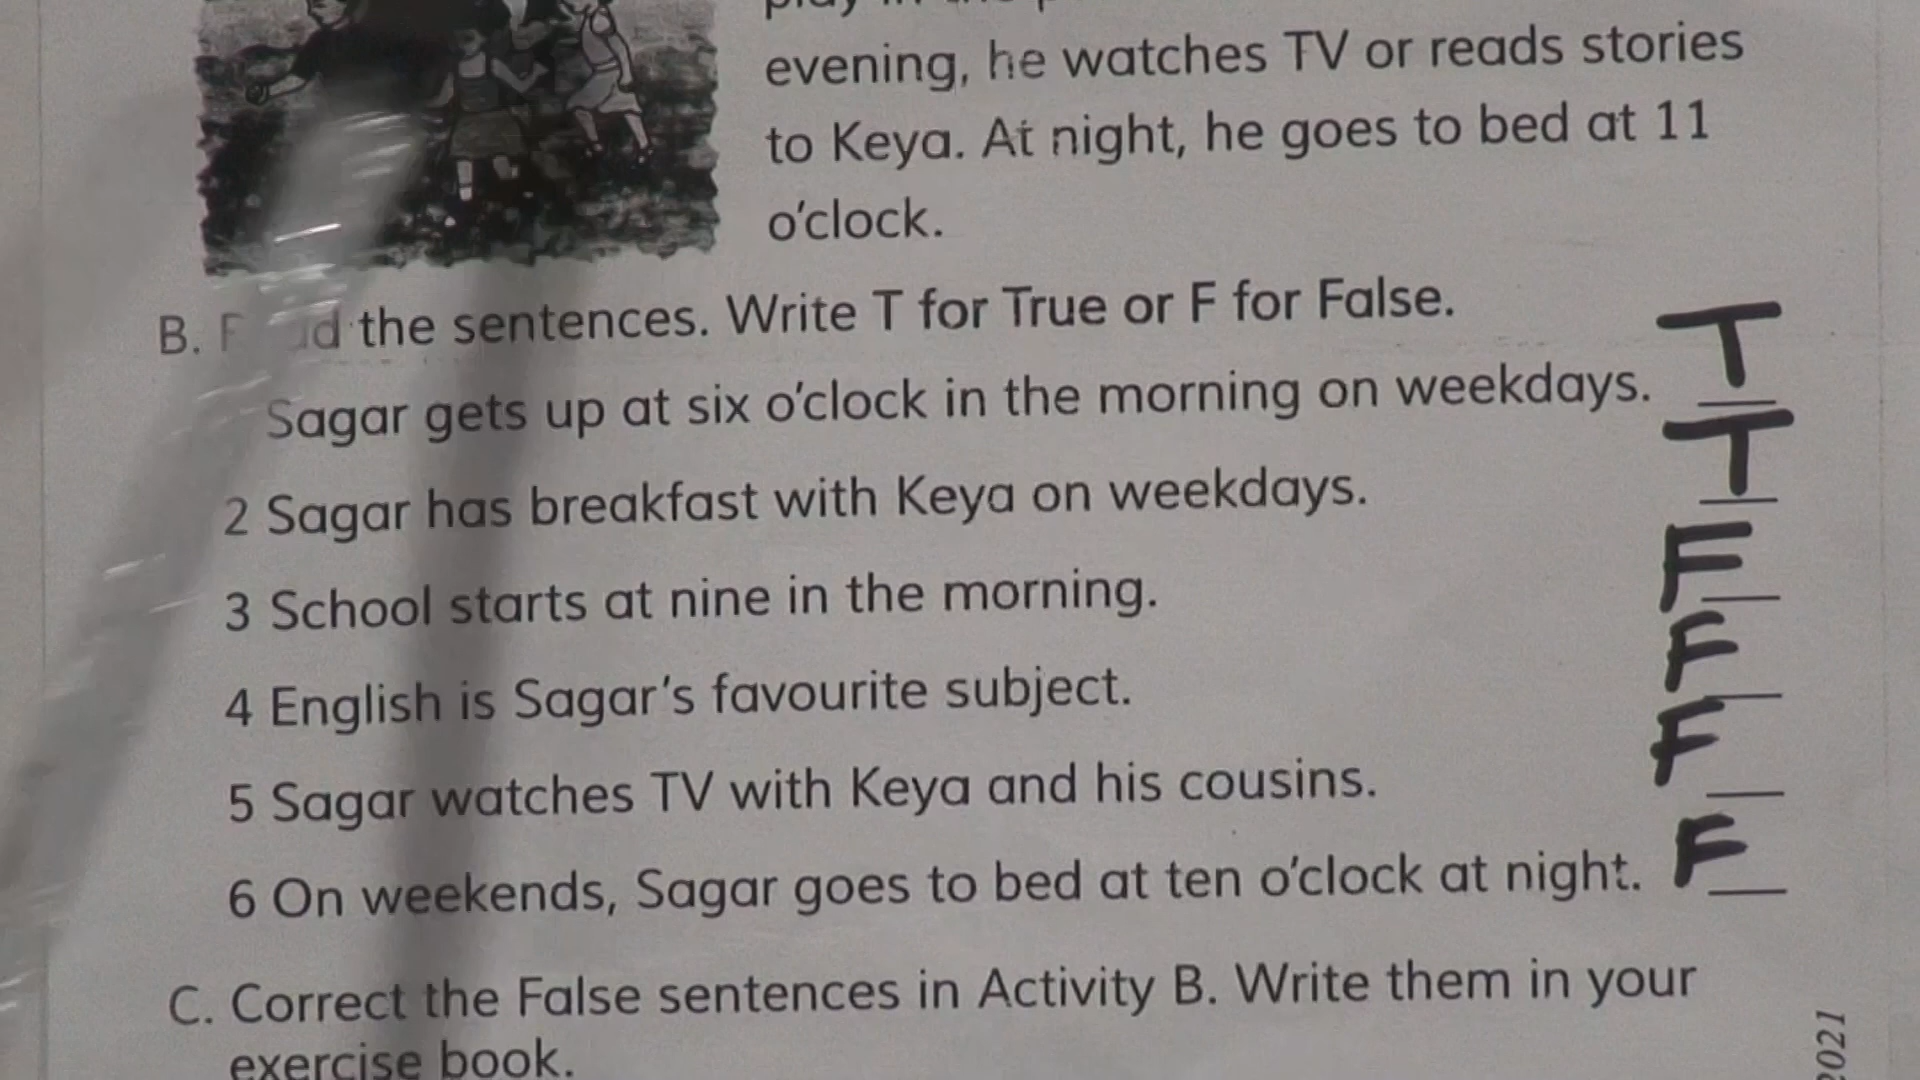 evening, he watches TV or reads stories
to Keya. At night, he goes to bed at 11
o'clock.
B. the sentences. Write T for True or F for False.
Sagar gets up at six o'clock in the morning on weekdays. T
2 Sagar has breakfast with Keya on weekdays. T
3 School starts at nine in the morning. F
4 English is Sagar's favourite subject. F
5 Sagar watches TV with Keya and his cousins. F
6 On weekends, Sagar goes to bed at ten o'clock at night. F
C. Correct the False sentences in Activity B. Write them in your
exercise book.
2021